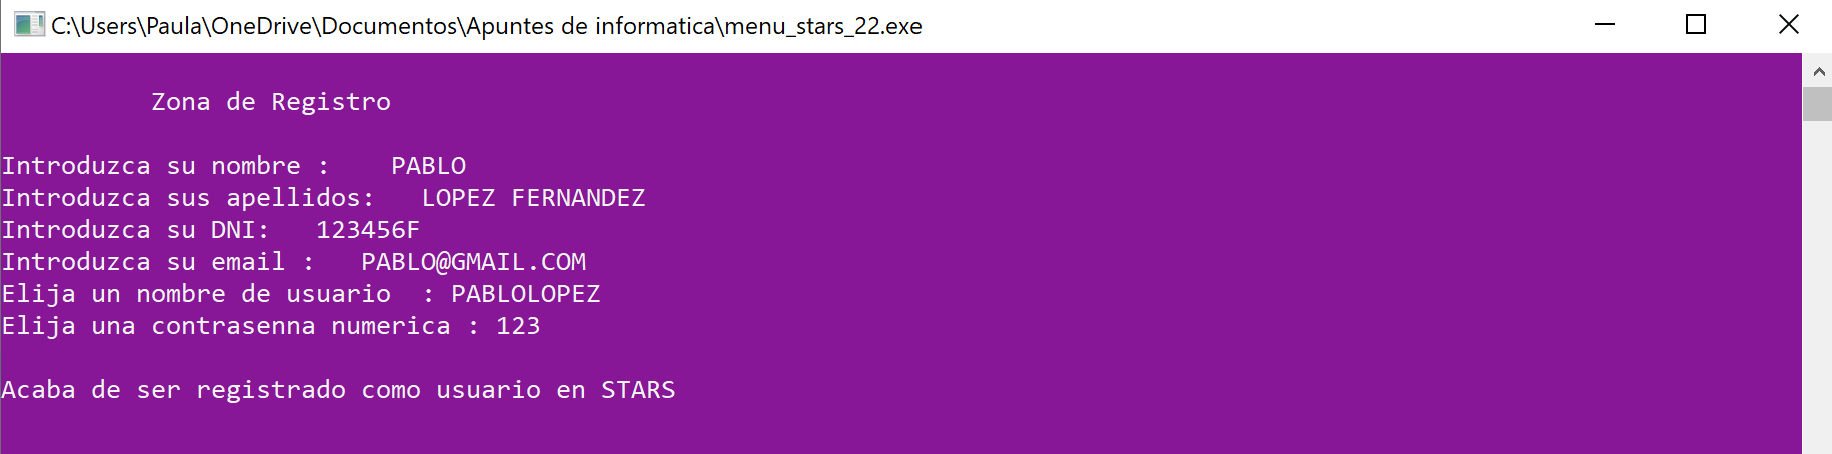 C:\Users\Paula\OneDrive\Documentos\Apuntes de informatica\menu_stars_22.exe
Zona de Registro
Introduzca su nombre :    PABLO
Introduzca sus apellidos:   LOPEZ FERNANDEZ
Introduzca su DNI:   123456F
Introduzca su email :   PABLO@GMAIL.COM
Elija un nombre de usuario  : PABLOLOPEZ
Elija una contrasenna numerica : 123
Acaba de ser registrado como usuario en STARS